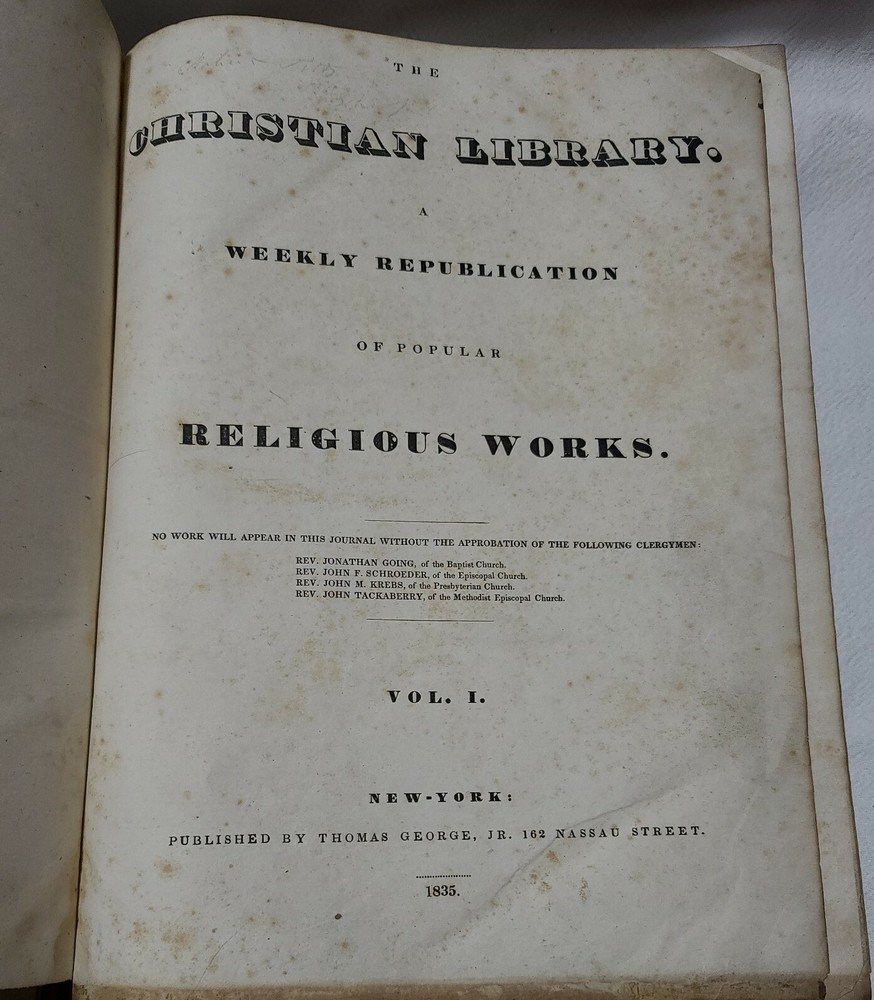 THE
CHRISTIAN LIBRARY.
A
WEEKLY REPUBLICATION
OF POPULAR
RELIGIOUS WORKS.
NO WORK WILL APPEAR IN THIS JOURNAL WITHOUT THE APPROBATION OF THE FOLLOWING CLERGYMEN:
REV. JONATHAN GOING, of the Baptist Church.
REV. JOHN F. SCHROEDER, of the Episcopal Church.
REV. JOHN M. KREBS, of the Presbyterian Church.
REV. JOHN TACKABERRY, of the Methodist Episcopal Church.
VOL. I.
NEW-YORK:
PUBLISHED BY THOMAS GEORGE, JR. 162 NASSAU STREET.
1835.